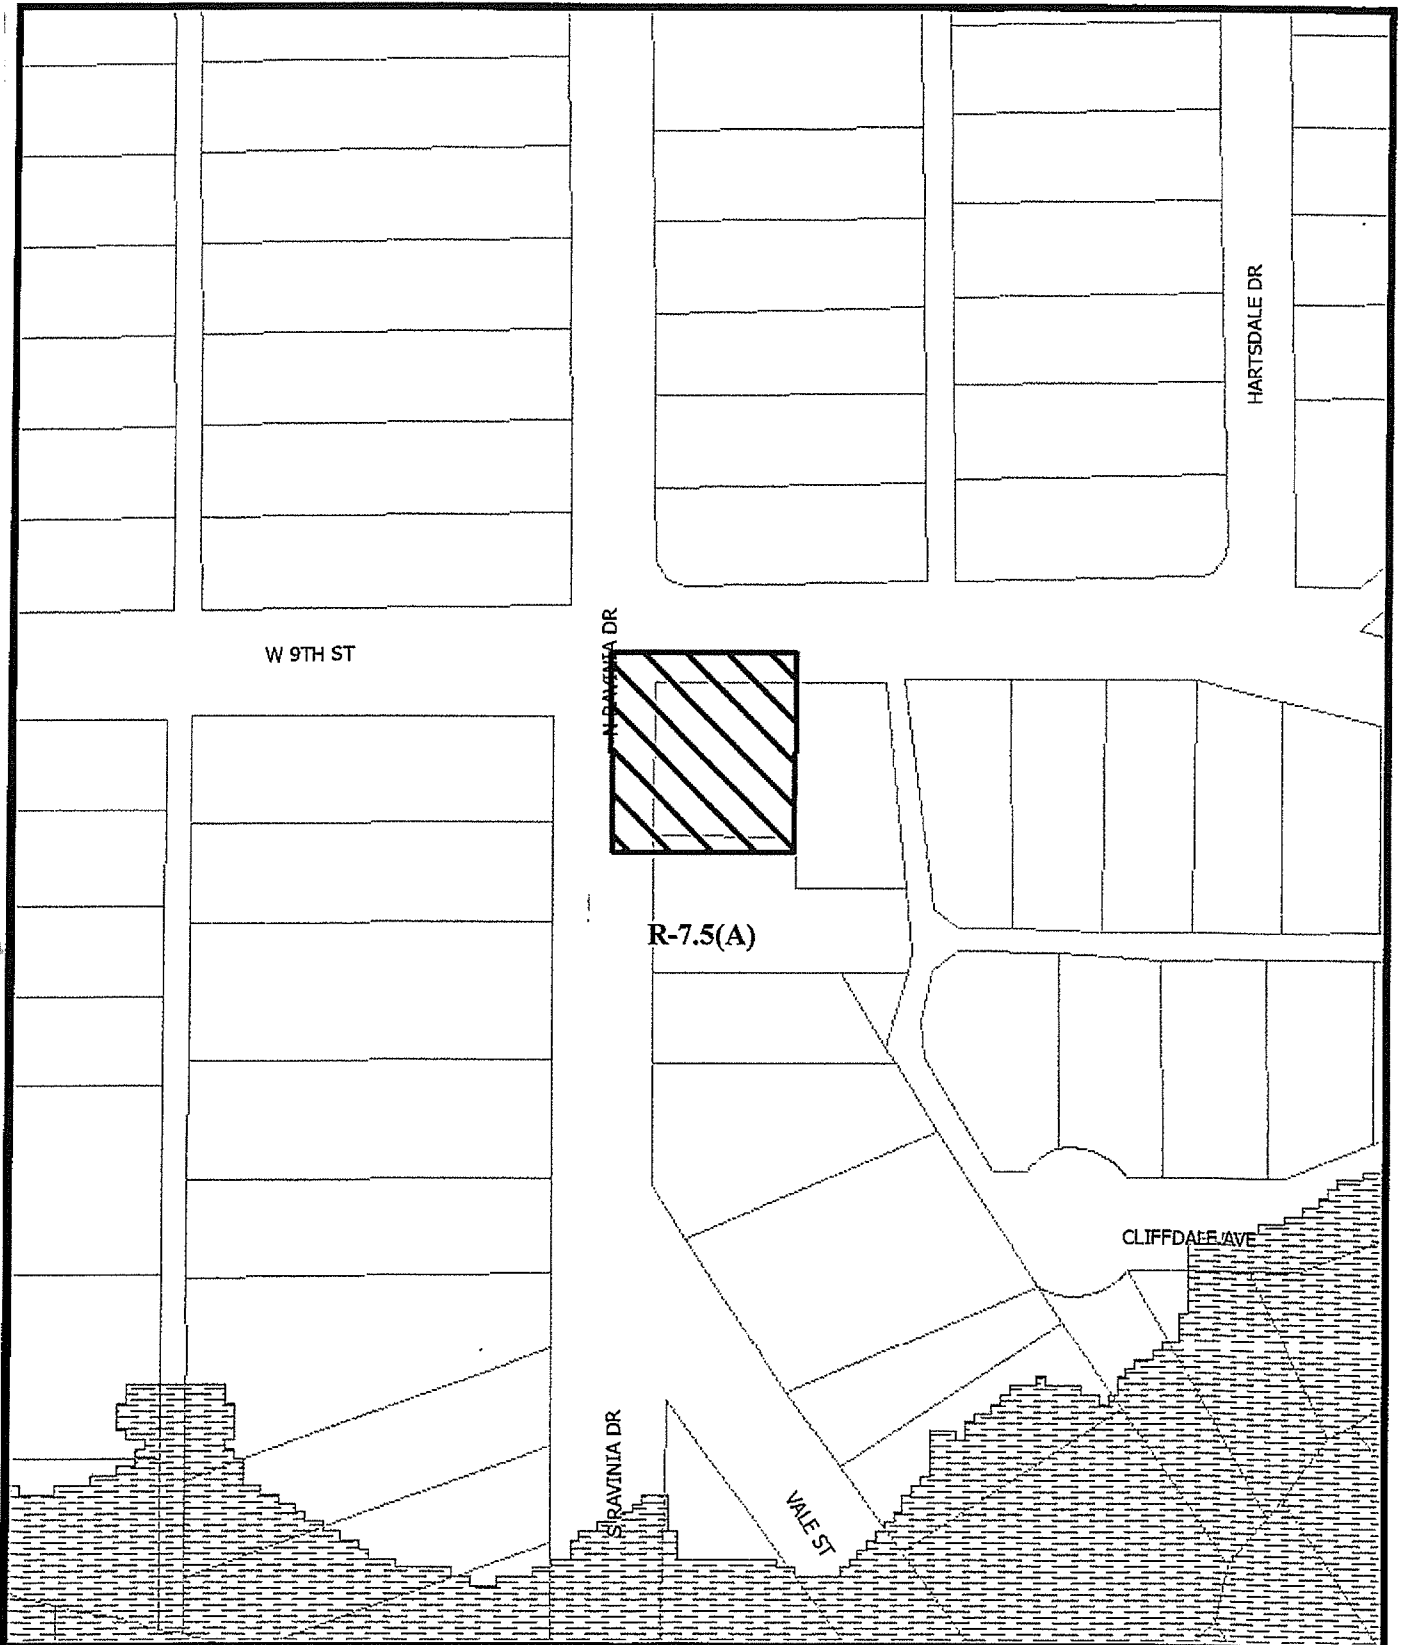 HARTSDALE DR
N RAVINIA DR
W 9TH ST
R-7.5(A)
CLIFFDALE AVE
S RAVINIA DR
VALE ST